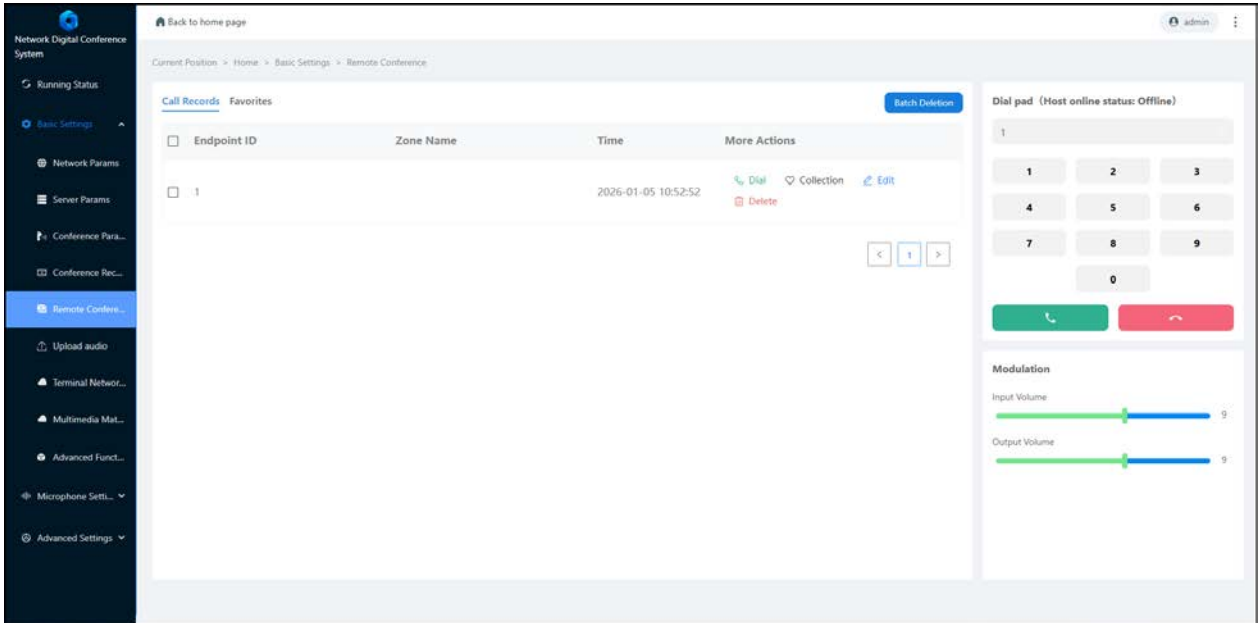 Network Digital Conference
System
Running Status
Basic Settings
Network Params
Server Params
Conference Para...
Conference Rec...
Remote Confere...
Upload audio
Terminal Networ...
Multimedia Mat...
Advanced Funct...
Microphone Setti...
Advanced Settings
Back to home page
admin
Current Position > Home > Basic Settings > Remote Conference
Call Records Favorites
Batch Deletion
Endpoint ID Zone Name Time More Actions
1 2026-01-05 10:52:52 Dial Collection Edit
Delete
< 1 >
Dial pad（Host online status: Offline）
1
1 2 3
4 5 6
7 8 9
0
Modulation
Input Volume
9
Output Volume
9